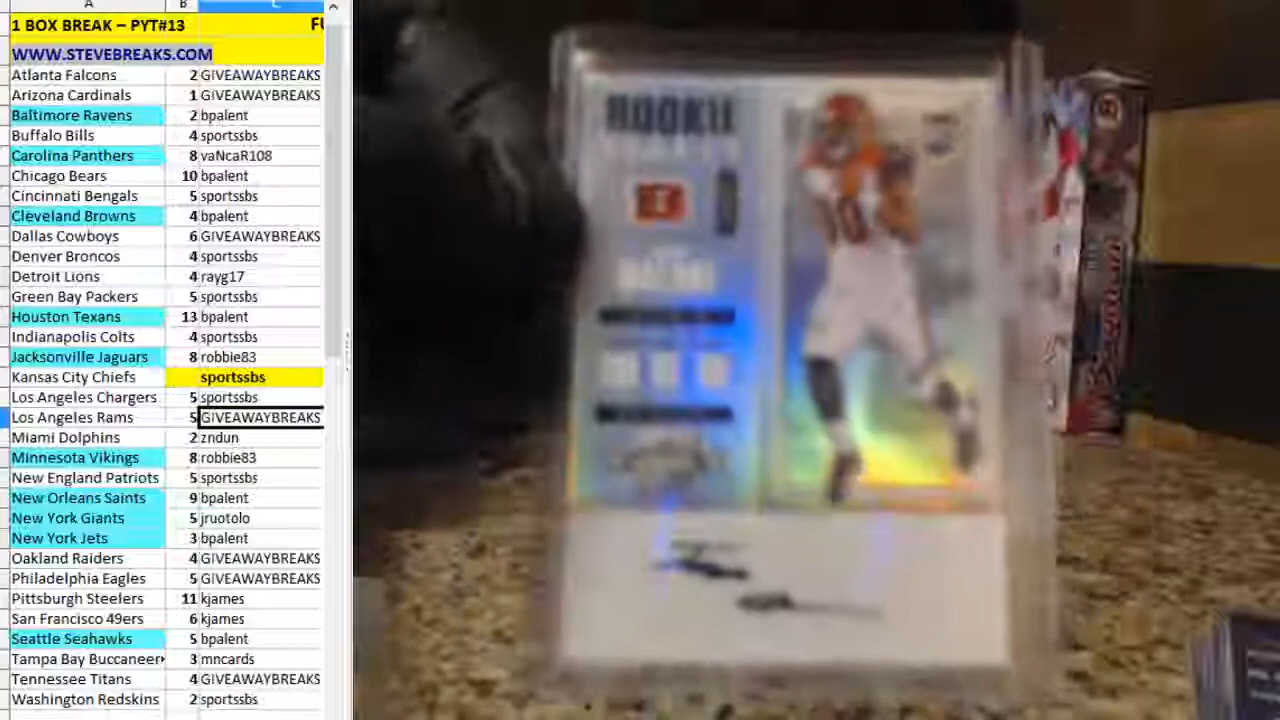 A B C
1 BOX BREAK – PYT#13 FU
WWW.STEVEBREAKS.COM
Atlanta Falcons 2 GIVEAWAYBREAKS
Arizona Cardinals 1 GIVEAWAYBREAKS
Baltimore Ravens 2 bpalent
Buffalo Bills 4 sportssbs
Carolina Panthers 8 vaNcaR108
Chicago Bears 10 bpalent
Cincinnati Bengals 5 sportssbs
Cleveland Browns 4 bpalent
Dallas Cowboys 6 GIVEAWAYBREAKS
Denver Broncos 4 sportssbs
Detroit Lions 4 rayg17
Green Bay Packers 5 sportssbs
Houston Texans 13 bpalent
Indianapolis Colts 4 sportssbs
Jacksonville Jaguars 8 robbie83
Kansas City Chiefs sportssbs
Los Angeles Chargers 5 sportssbs
Los Angeles Rams 5 GIVEAWAYBREAKS
Miami Dolphins 2 zndun
Minnesota Vikings 8 robbie83
New England Patriots 5 sportssbs
New Orleans Saints 9 bpalent
New York Giants 5 jruotolo
New York Jets 3 bpalent
Oakland Raiders 4 GIVEAWAYBREAKS
Philadelphia Eagles 5 GIVEAWAYBREAKS
Pittsburgh Steelers 11 kjames
San Francisco 49ers 6 kjames
Seattle Seahawks 5 bpalent
Tampa Bay Buccaneer 3 mncards
Tennessee Titans 4 GIVEAWAYBREAKS
Washington Redskins 2 sportssbs
ROOKIE
Bowman